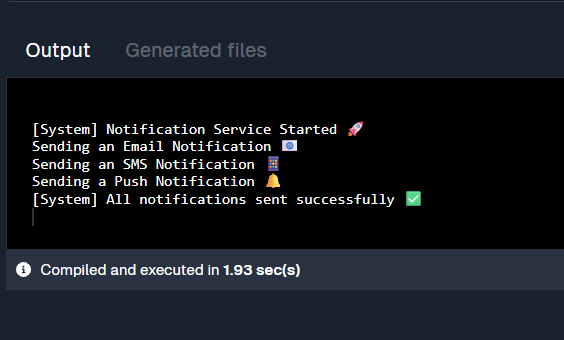 Output Generated files
[System] Notification Service Started 🚀
Sending an Email Notification 📧
Sending an SMS Notification 📱
Sending a Push Notification 🔔
[System] All notifications sent successfully ✅
Compiled and executed in 1.93 sec(s)